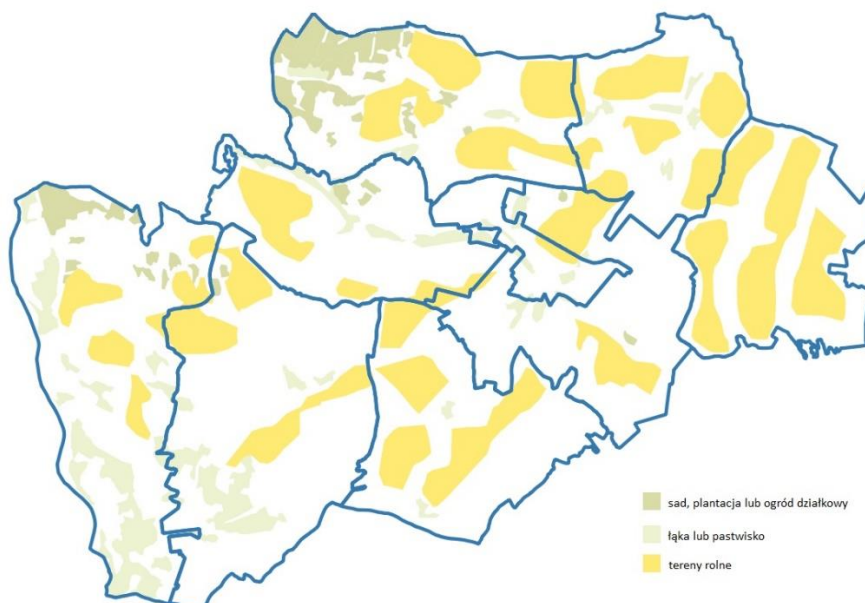 sad, plantacja lub ogród działkowy
łąka lub pastwisko
tereny rolne